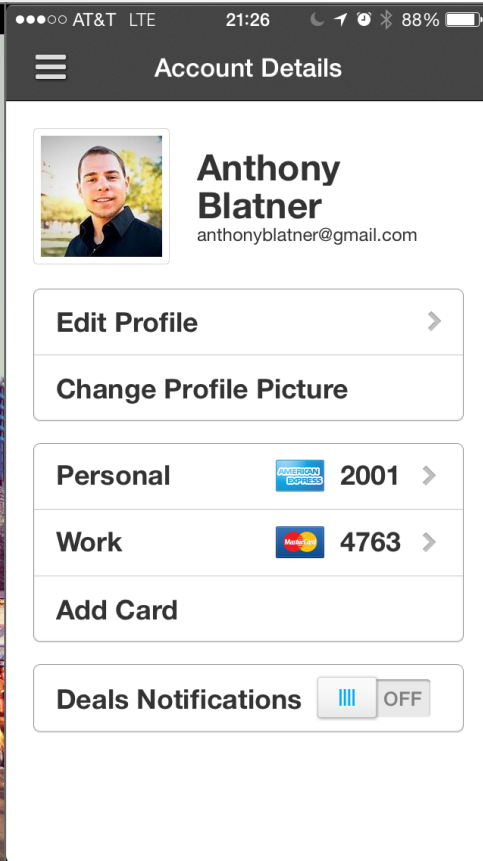 AT&T LTE 21:26 88%
Account Details
Anthony
Blatner
anthonyblatner@gmail.com
Edit Profile
Change Profile Picture
Personal AMERICAN EXPRESS 2001
Work MasterCard 4763
Add Card
Deals Notifications OFF